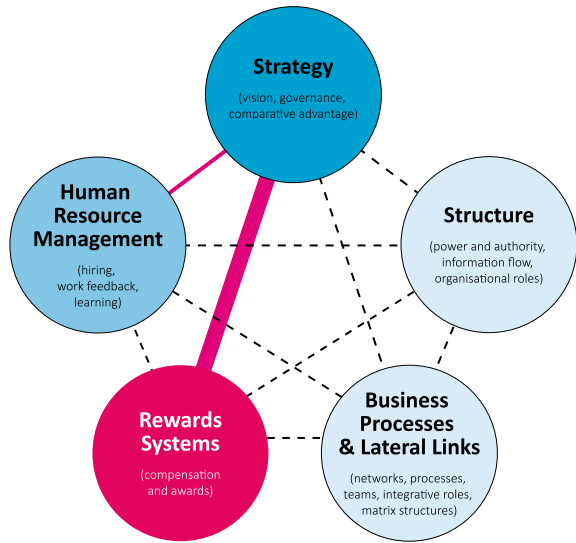 Strategy
(vision, governance,
comparative advantage)
Human
Resource
Management
(hiring,
work feedback,
learning)
Structure
(power and authority,
information flow,
organisational roles)
Rewards
Systems
(compensation
and awards)
Business
Processes
& Lateral Links
(networks, processes,
teams, integrative roles,
matrix structures)